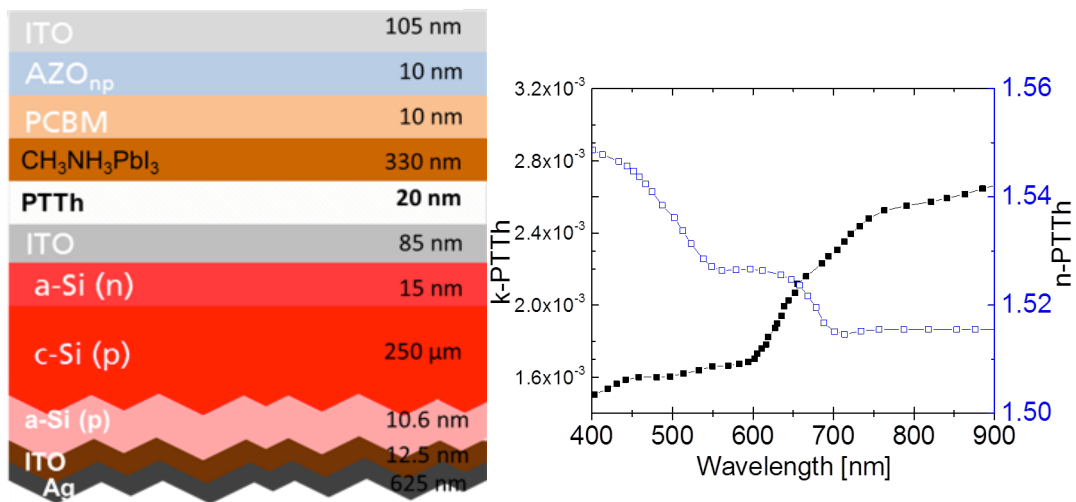 ITO 105 nm
AZOnp 10 nm
PCBM 10 nm
CH3NH3PbI3 330 nm
PTTh 20 nm
ITO 85 nm
a-Si (n) 15 nm
c-Si (p) 250 µm
a-Si (p) 10.6 nm
ITO 12.5 nm
Ag 625 nm
k-PTTh
3.2x10⁻³
2.8x10⁻³
2.4x10⁻³
2.0x10⁻³
1.6x10⁻³
400 500 600 700 800 900
Wavelength [nm]
1.56
1.54
1.52
1.50
n-PTTh